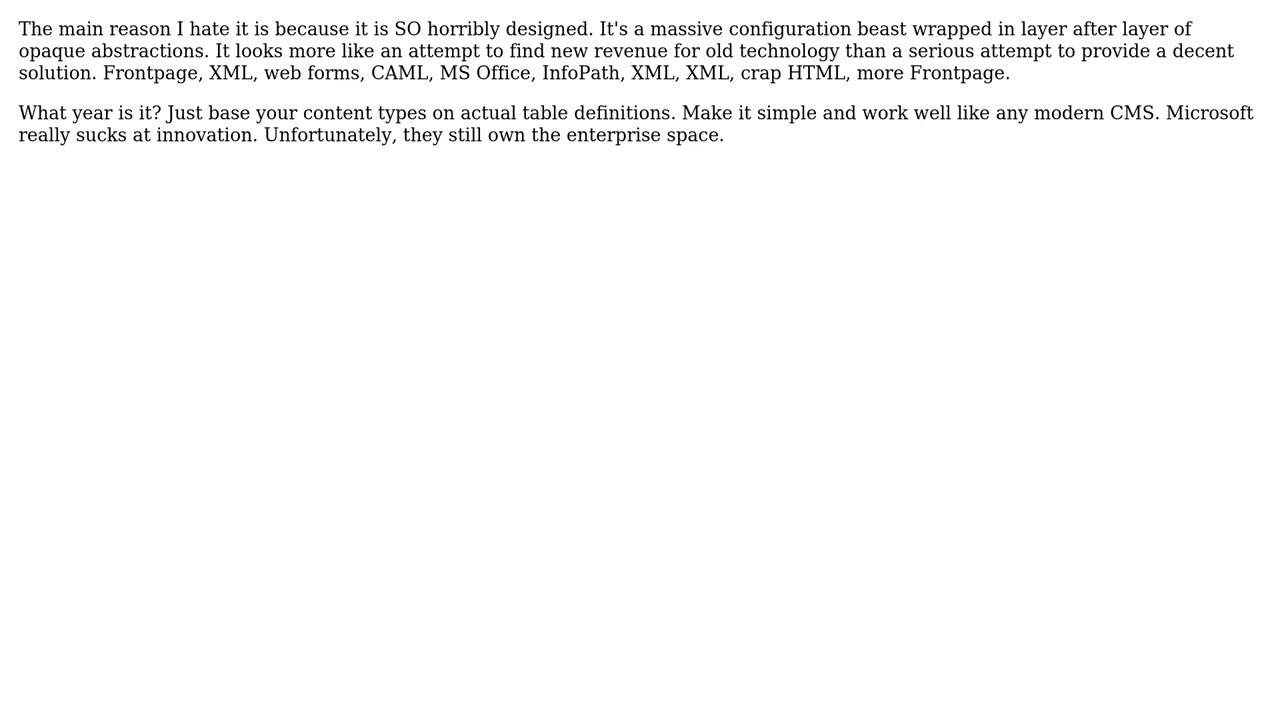 The main reason I hate it is because it is SO horribly designed. It's a massive configuration beast wrapped in layer after layer of
opaque abstractions. It looks more like an attempt to find new revenue for old technology than a serious attempt to provide a decent
solution. Frontpage, XML, web forms, CAML, MS Office, InfoPath, XML, XML, crap HTML, more Frontpage.
What year is it? Just base your content types on actual table definitions. Make it simple and work well like any modern CMS. Microsoft
really sucks at innovation. Unfortunately, they still own the enterprise space.